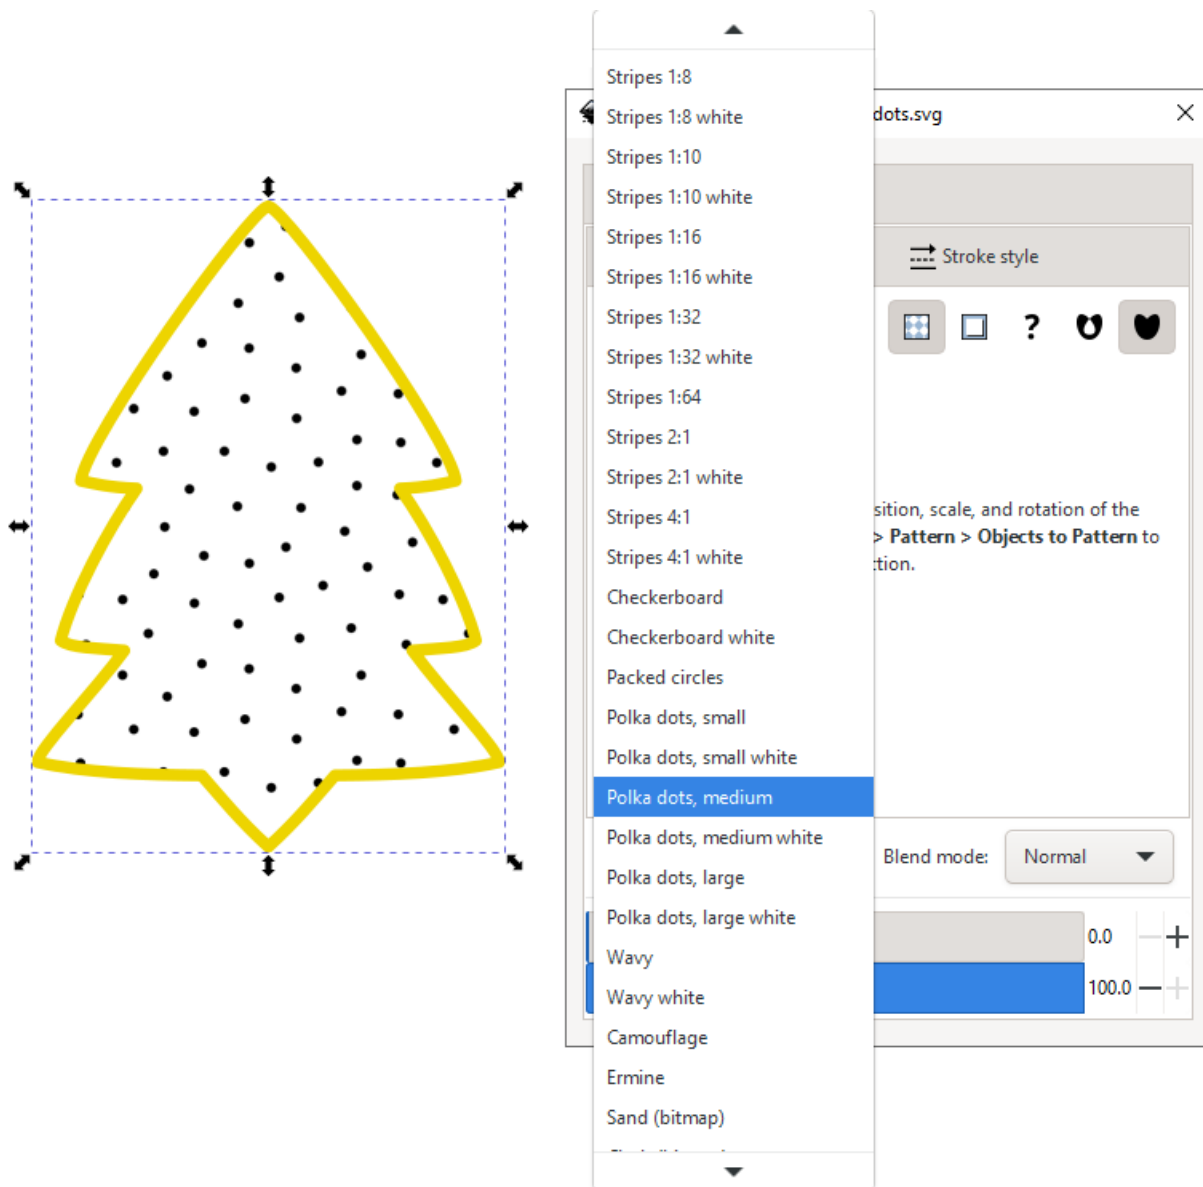 Stripes 1:8
dots.svg
Stripes 1:8 white
Stripes 1:10
Stripes 1:10 white
Stripes 1:16
Stroke style
Stripes 1:16 white
Stripes 1:32
?
Stripes 1:32 white
Stripes 1:64
Stripes 2:1
Stripes 2:1 white
Stripes 4:1
sition, scale, and rotation of the
> Pattern > Objects to Pattern to
Stripes 4:1 white
ction.
Checkerboard
Checkerboard white
Packed circles
Polka dots, small
Polka dots, small white
Polka dots, medium
Polka dots, medium white
Blend mode: Normal
Polka dots, large
Polka dots, large white
0.0
Wavy
100.0
Wavy white
Camouflage
Ermine
Sand (bitmap)